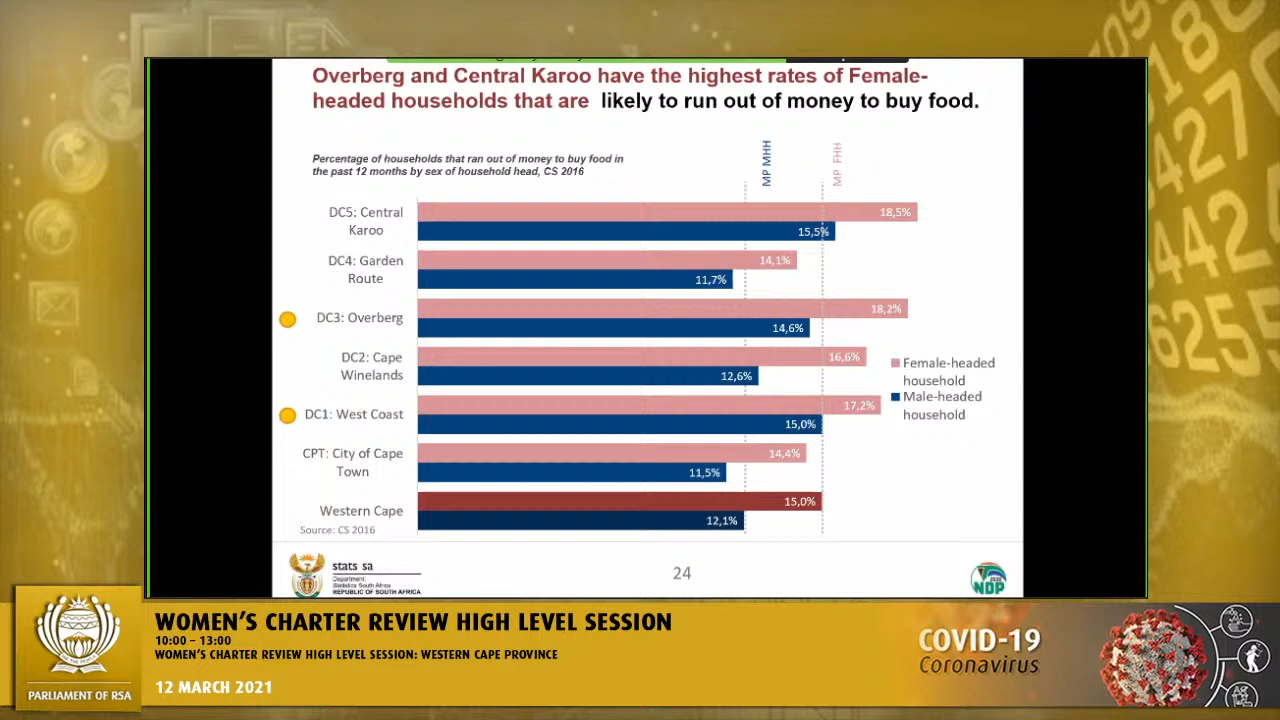 Overberg and Central Karoo have the highest rates of Female-
headed households that are likely to run out of money to buy food.
Percentage of households that ran out of money to buy food in
the past 12 months by sex of household head, CS 2016
MP MHH
MP FHH
DC5: Central
Karoo
18,5%
15,5%
DC4: Garden
Route
14,1%
11,7%
DC3: Overberg
18,2%
14,6%
DC2: Cape
Winelands
16,6%
12,6%
DC1: West Coast
17,2%
15,0%
CPT: City of Cape
Town
14,4%
11,5%
Western Cape
15,0%
12,1%
Female-headed
household
Male-headed
household
Source: CS 2016
stats sa
Department:
Statistics South Africa
REPUBLIC OF SOUTH AFRICA
24
NDP
WOMEN'S CHARTER REVIEW HIGH LEVEL SESSION
10:00 – 13:00
WOMEN'S CHARTER REVIEW HIGH LEVEL SESSION: WESTERN CAPE PROVINCE
12 MARCH 2021
PARLIAMENT OF RSA
COVID-19
Coronavirus